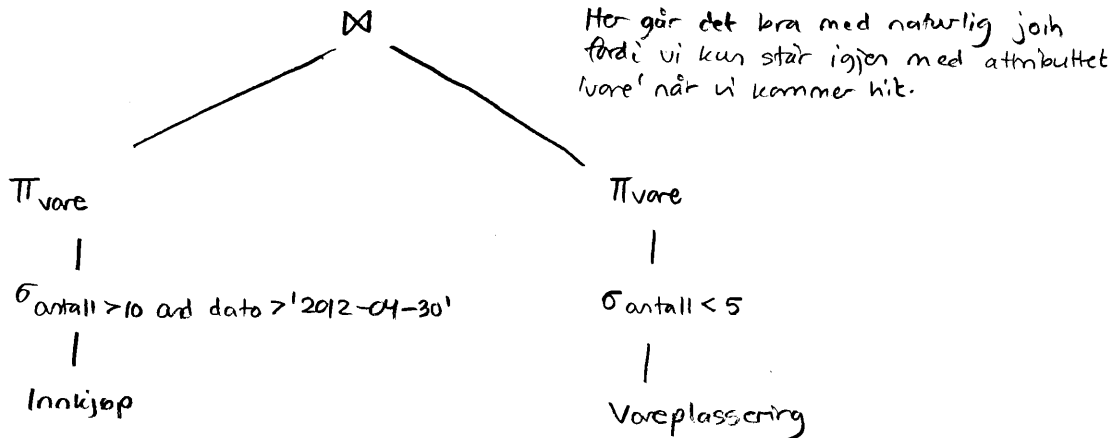 ⋈
Her går det bra med naturlig join
fordi vi kun står igjen med attributtet
'vare' når vi kommer hit.
π vare
π vare
σ antall > 10 and dato > '2012-04-30'
σ antall < 5
Innkjøp
Vareplassering